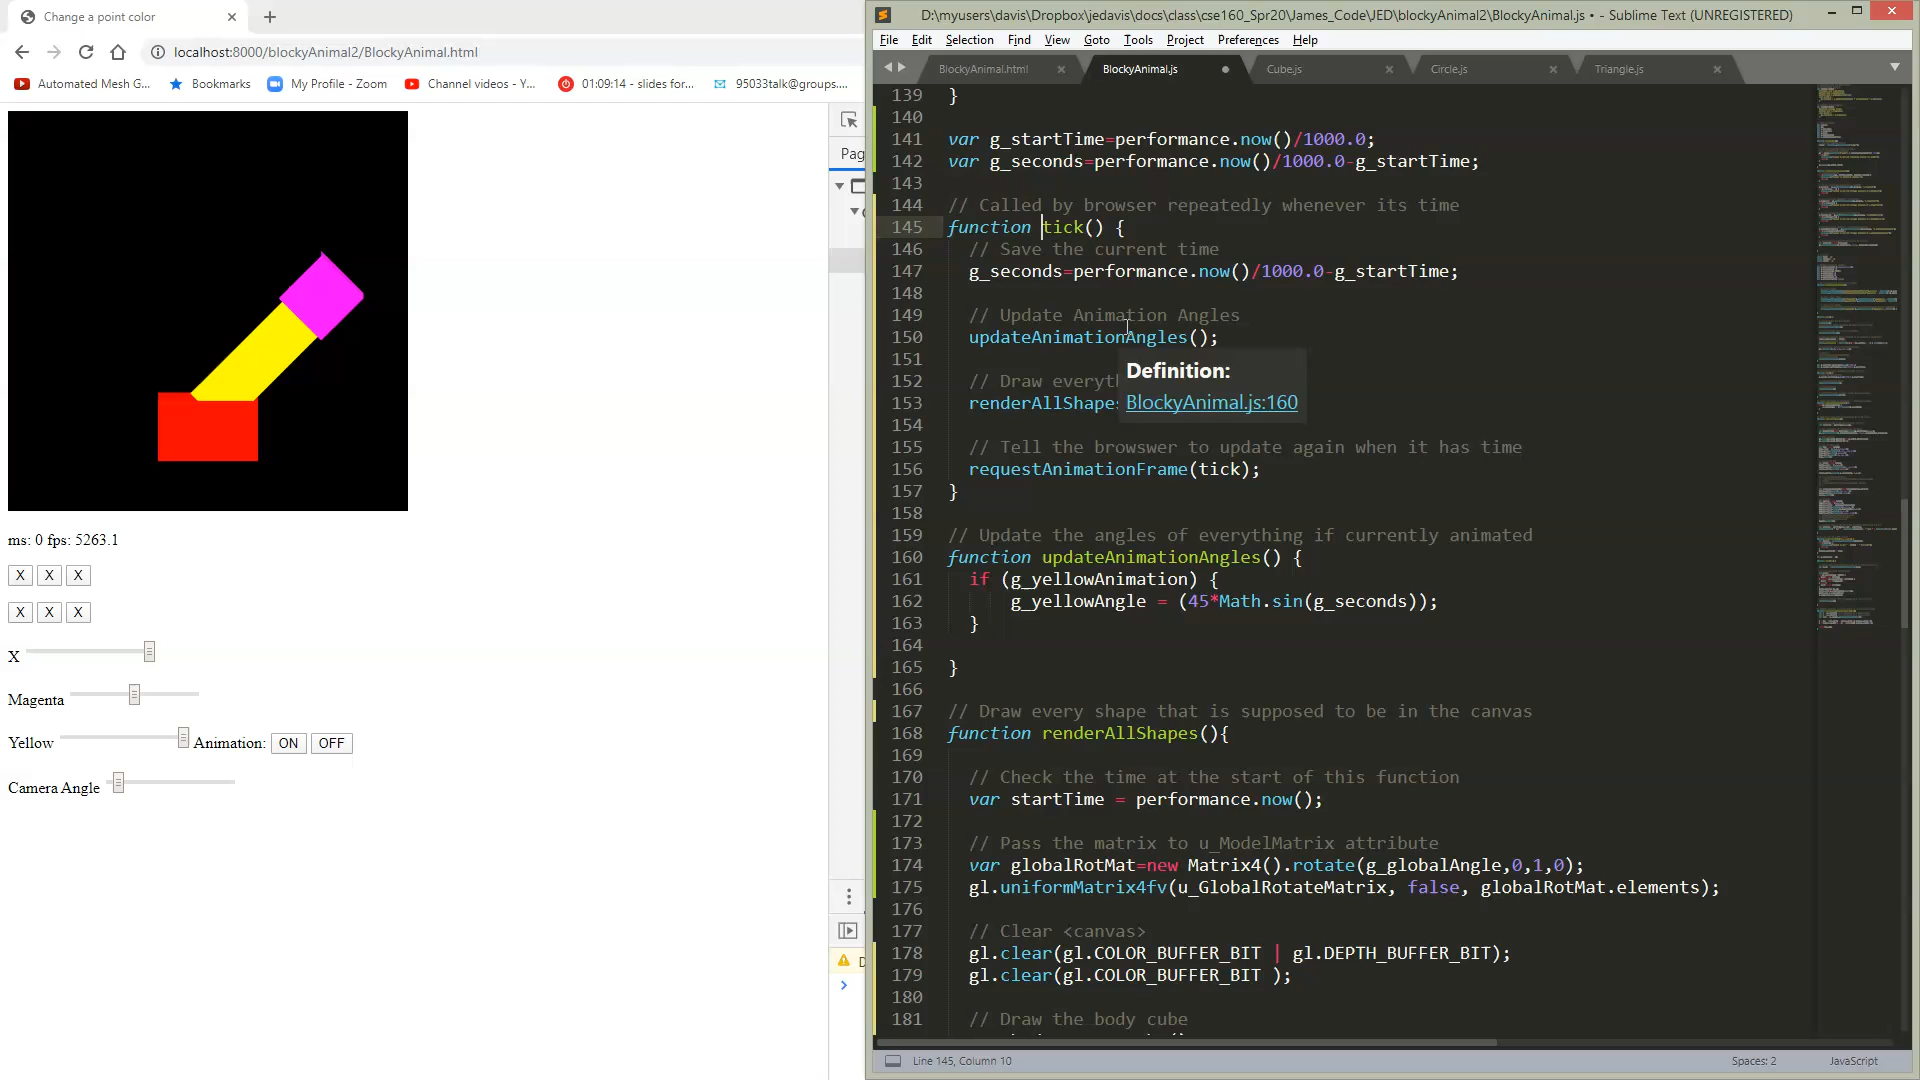 Change a point color
localhost:8000/blockyAnimal2/BlockyAnimal.html
Automated Mesh G... Bookmarks My Profile - Zoom Channel videos - Y... 01:09:14 - slides for... 95033talk@groups....
Pag
ms: 0 fps: 5263.1
X X X
X X X
X
Magenta
Yellow Animation: ON OFF
Camera Angle
D:\myusers\davis\Dropbox\jedavis\docs\class\cse160_Spr20\James_Code\JED\blockyAnimal2\BlockyAnimal.js • - Sublime Text (UNREGISTERED)
File Edit Selection Find View Goto Tools Project Preferences Help
BlockyAnimal.html BlockyAnimal.js Cube.js Circle.js Triangle.js
139 }
140
141 var g_startTime=performance.now()/1000.0;
142 var g_seconds=performance.now()/1000.0-g_startTime;
143
144 // Called by browser repeatedly whenever its time
145 function tick() {
146 // Save the current time
147 g_seconds=performance.now()/1000.0-g_startTime;
148
149 // Update Animation Angles
150 updateAnimationAngles();
151
Definition:
152 // Draw everyth
153 renderAllShapes
BlockyAnimal.js:160
154
155 // Tell the browswer to update again when it has time
156 requestAnimationFrame(tick);
157 }
158
159 // Update the angles of everything if currently animated
160 function updateAnimationAngles() {
161 if (g_yellowAnimation) {
162 g_yellowAngle = (45*Math.sin(g_seconds));
163 }
164
165 }
166
167 // Draw every shape that is supposed to be in the canvas
168 function renderAllShapes(){
169
170 // Check the time at the start of this function
171 var startTime = performance.now();
172
173 // Pass the matrix to u_ModelMatrix attribute
174 var globalRotMat=new Matrix4().rotate(g_globalAngle,0,1,0);
175 gl.uniformMatrix4fv(u_GlobalRotateMatrix, false, globalRotMat.elements);
176
177 // Clear <canvas>
178 gl.clear(gl.COLOR_BUFFER_BIT | gl.DEPTH_BUFFER_BIT);
179 gl.clear(gl.COLOR_BUFFER_BIT );
180
181 // Draw the body cube
Line 145, Column 10 Spaces: 2 JavaScript